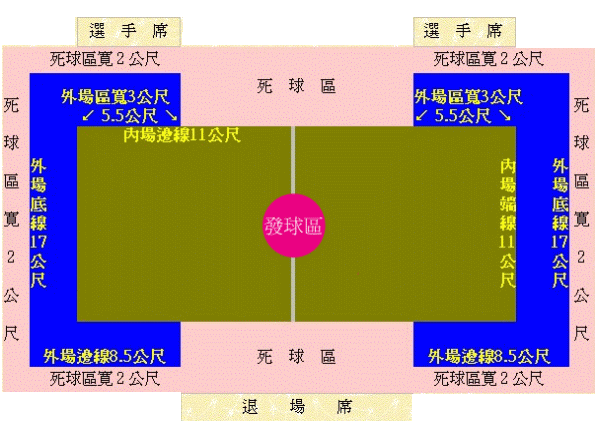 選 手 席
選 手 席
死球區寬2公尺
死球區寬2公尺
死 球 區
外場區寬3公尺
↙ 5.5公尺 ↘
外場區寬3公尺
↙ 5.5公尺 ↘
內場邊線11公尺
死球區寬2公尺
外場底線17公尺
發球區
內場端線11公尺
外場底線17公尺
死球區寬2公尺
外場邊線8.5公尺
死 球 區
外場邊線8.5公尺
死球區寬2公尺
死球區寬2公尺
退 場 席